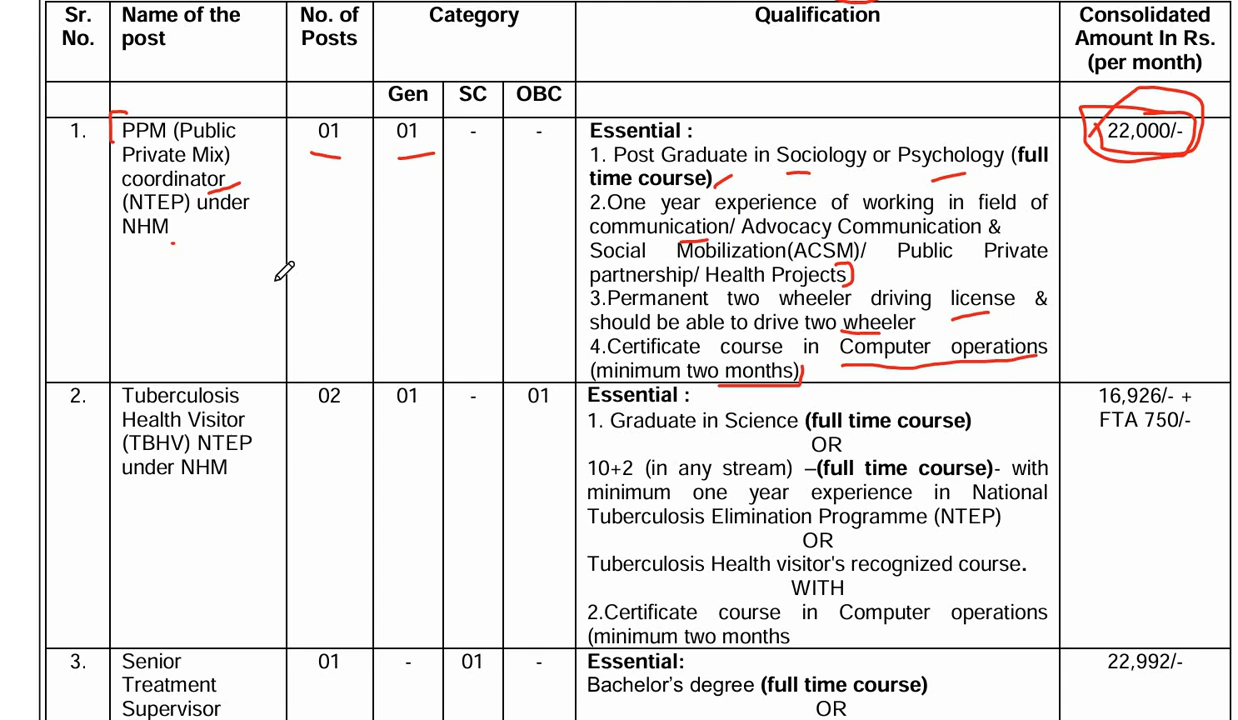 Sr. No.
Name of the post
No. of Posts
Category
Qualification
Consolidated Amount In Rs. (per month)
Gen SC OBC
1.
PPM (Public
Private Mix)
coordinator
(NTEP) under
NHM
01 01 - -
Essential :
1. Post Graduate in Sociology or Psychology (full
time course)
2.One year experience of working in field of
communication/ Advocacy Communication &
Social Mobilization(ACSM)/ Public Private
partnership/ Health Projects
3.Permanent two wheeler driving license &
should be able to drive two wheeler
4.Certificate course in Computer operations
(minimum two months)
22,000/-
2.
Tuberculosis
Health Visitor
(TBHV) NTEP
under NHM
02 01 - 01
Essential :
1. Graduate in Science (full time course)
OR
10+2 (in any stream) –(full time course)- with
minimum one year experience in National
Tuberculosis Elimination Programme (NTEP)
OR
Tuberculosis Health visitor's recognized course.
WITH
2.Certificate course in Computer operations
(minimum two months
16,926/- +
FTA 750/-
3.
Senior
Treatment
Supervisor
01 - 01 -
Essential:
Bachelor's degree (full time course)
OR
22,992/-